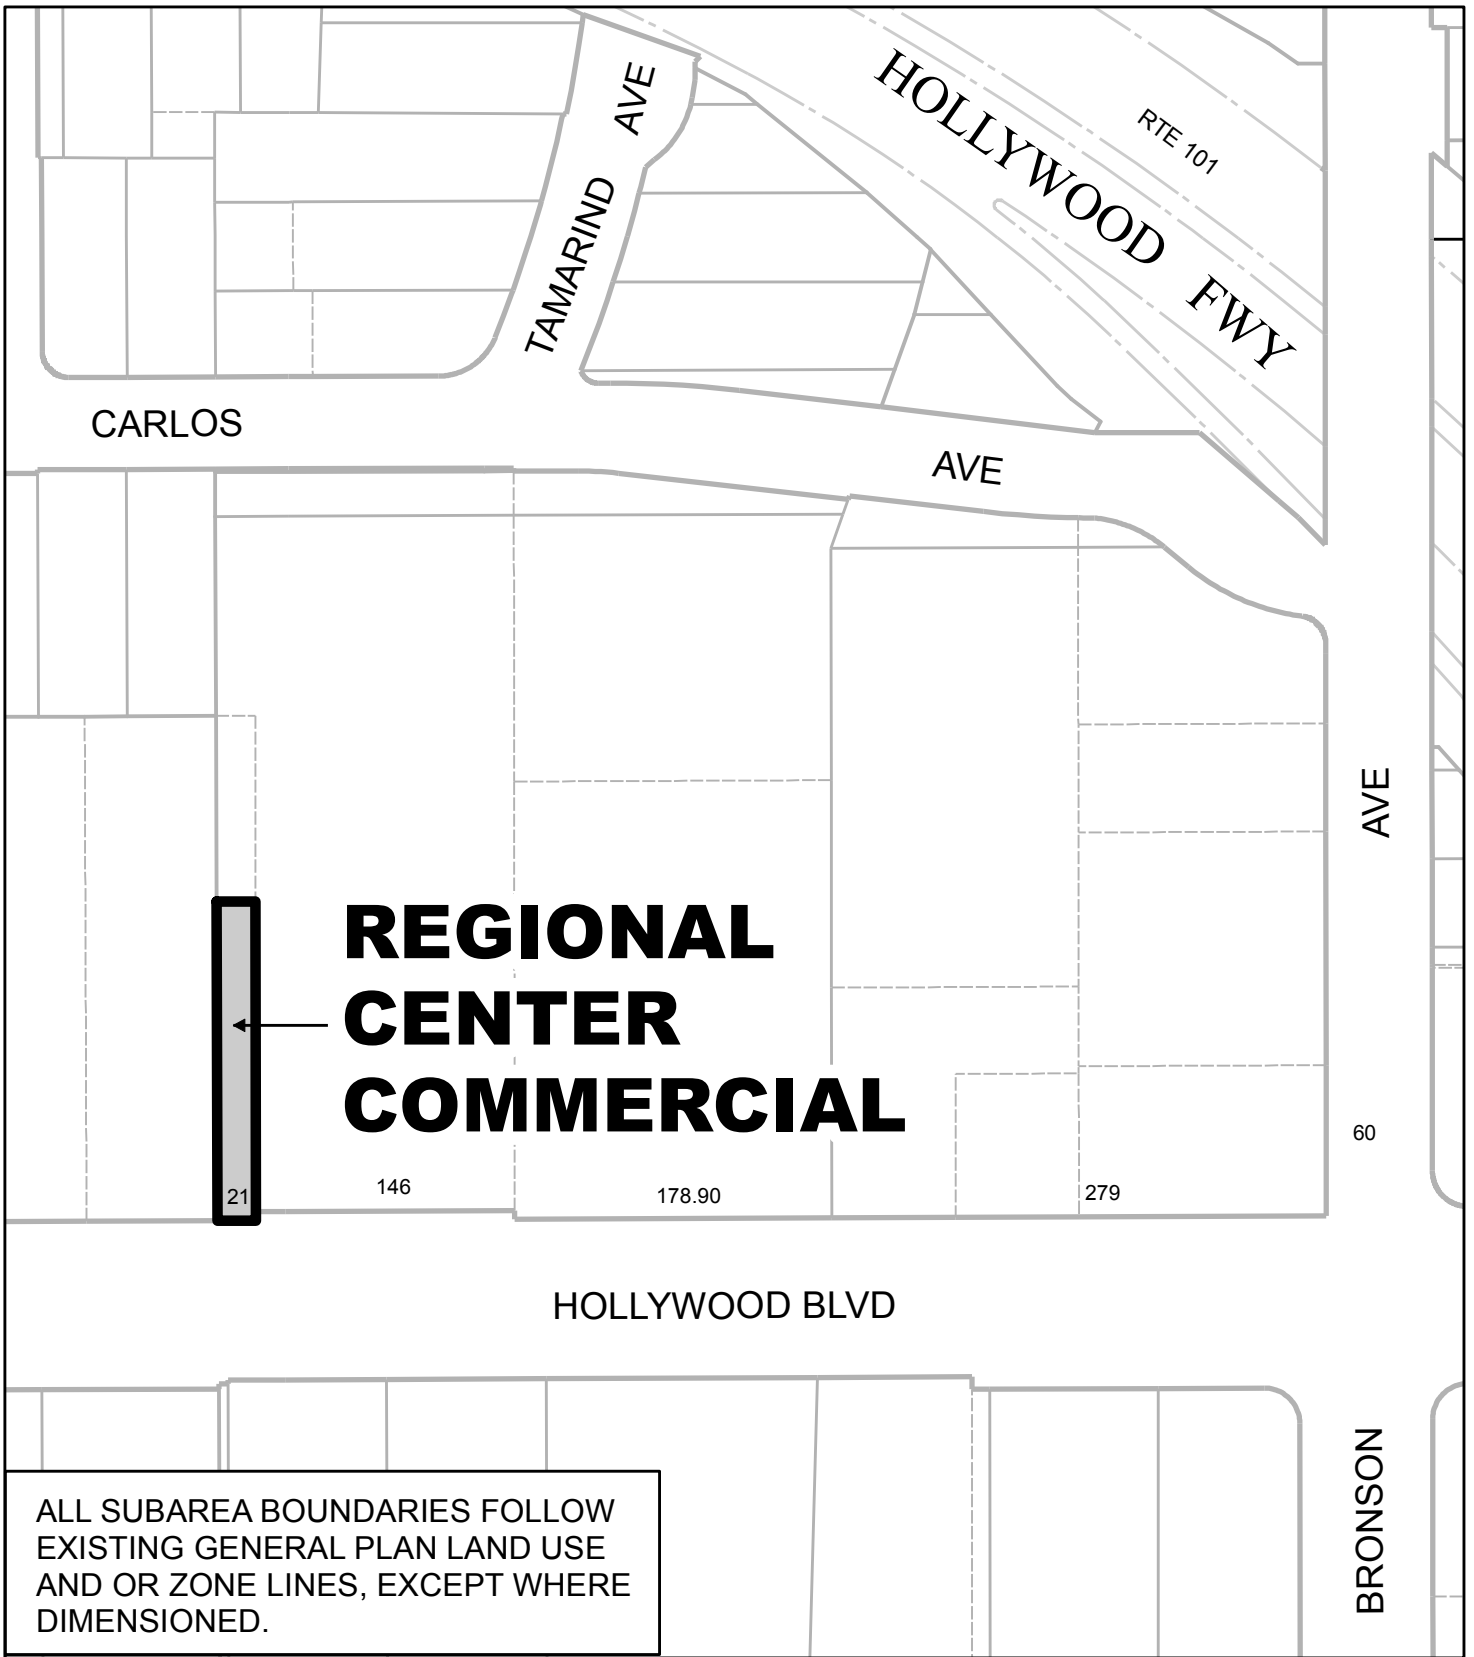 AVE
TAMARIND
HOLLYWOOD FWY
RTE 101
CARLOS
AVE
AVE
REGIONAL
CENTER
COMMERCIAL
60
21
146
178.90
279
HOLLYWOOD BLVD
BRONSON
ALL SUBAREA BOUNDARIES FOLLOW
EXISTING GENERAL PLAN LAND USE
AND OR ZONE LINES, EXCEPT WHERE
DIMENSIONED.